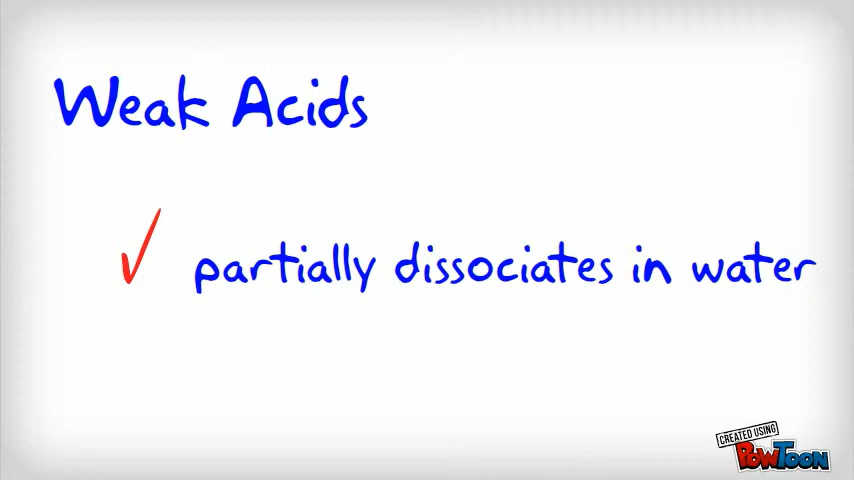 Weak Acids
partially dissociates in water
CREATED USING
POWTOON